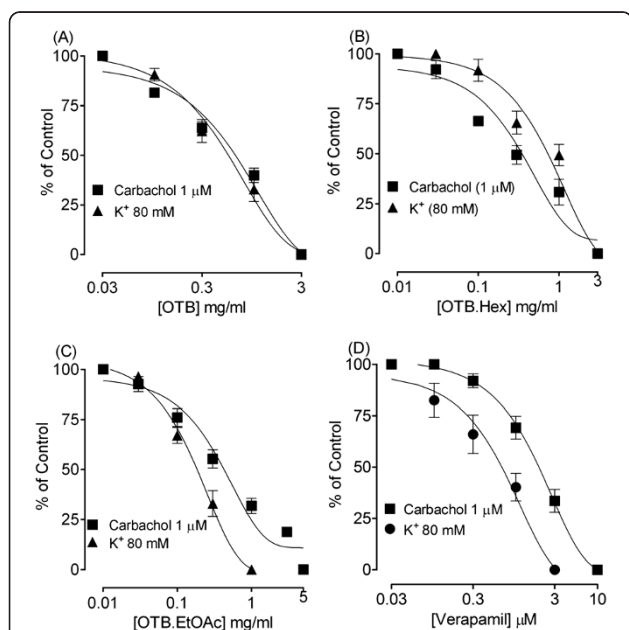 (A)
100
75
50
25
0
% of Control
Carbachol 1 μM
K+ 80 mM
0.03
0.3
3
[OTB] mg/ml
(B)
100
75
50
25
0
% of Control
Carbachol (1 μM)
K+ (80 mM)
0.01
0.1
1
3
[OTB.Hex] mg/ml
(C)
100
75
50
25
0
% of Control
Carbachol 1 μM
K+ 80 mM
0.01
0.1
1
5
[OTB.EtOAc] mg/ml
(D)
100
75
50
25
0
% of Control
Carbachol 1 μM
K+ 80 mM
0.03
0.3
3
10
[Verapamil] μM